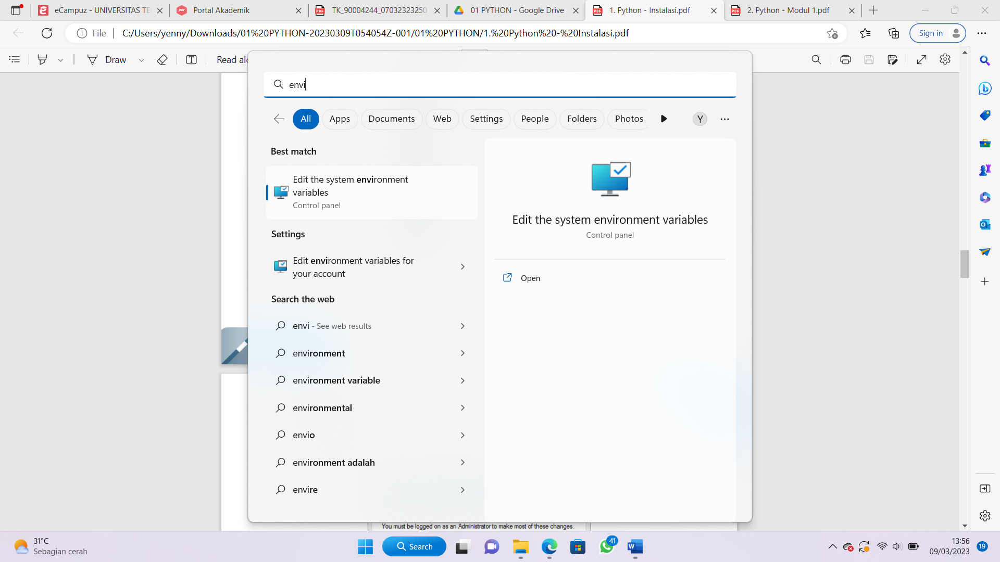 eCampuz - UNIVERSITAS TE
Portal Akademik
TK_90004244_07032323250
01 PYTHON - Google Drive
1. Python - Instalasi.pdf
2. Python - Modul 1.pdf
File
C:/Users/yenny/Downloads/01%20PYTHON-20230309T054054Z-001/01%20PYTHON/1.%20Python%20-%20Instalasi.pdf
Sign in
Draw
Read alo
envi
All
Apps
Documents
Web
Settings
People
Folders
Photos
Y
Best match
Edit the system environment
variables
Control panel
Settings
Edit environment variables for
your account
Search the web
envi - See web results
environment
environment variable
environmental
envio
environment adalah
envire
Edit the system environment variables
Control panel
Open
You must be logged on as an Administrator to make most of these changes.
31°C
Sebagian cerah
Search
41
13:56
09/03/2023
19